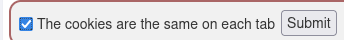 The cookies are the same on each tab Submit